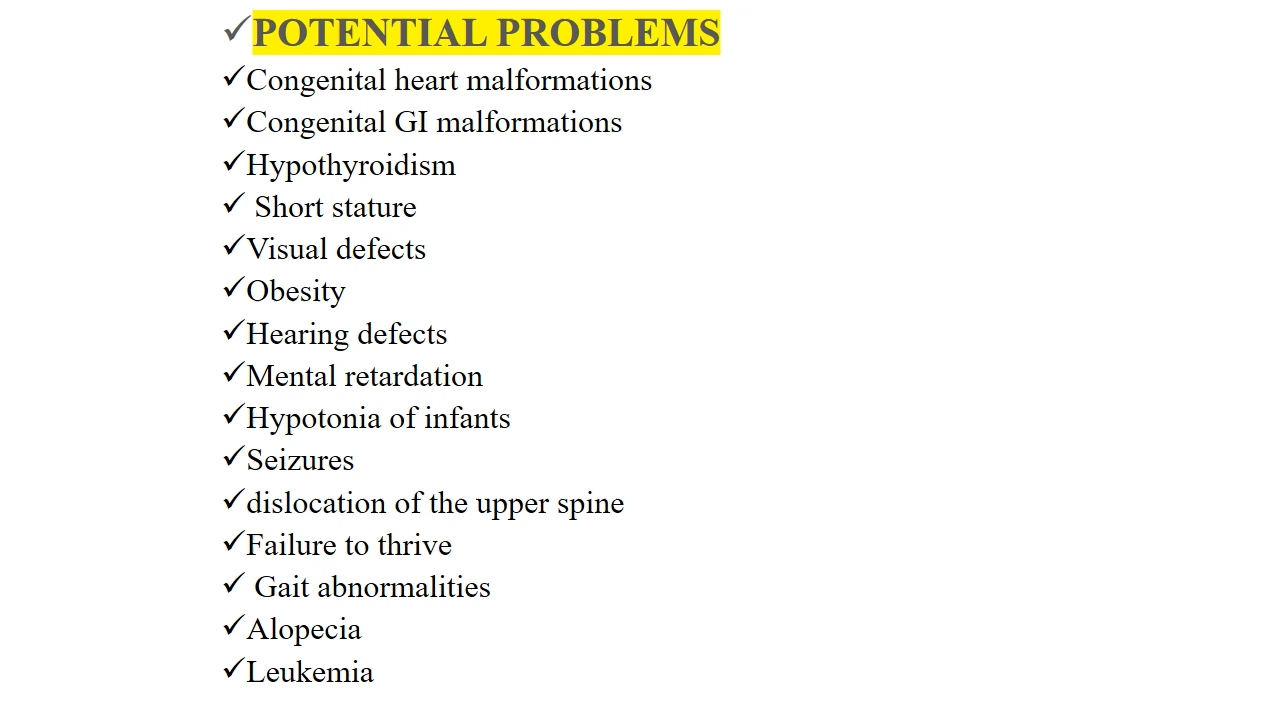 ✓POTENTIAL PROBLEMS
✓Congenital heart malformations
✓Congenital GI malformations
✓Hypothyroidism
✓ Short stature
✓Visual defects
✓Obesity
✓Hearing defects
✓Mental retardation
✓Hypotonia of infants
✓Seizures
✓dislocation of the upper spine
✓Failure to thrive
✓ Gait abnormalities
✓Alopecia
✓Leukemia